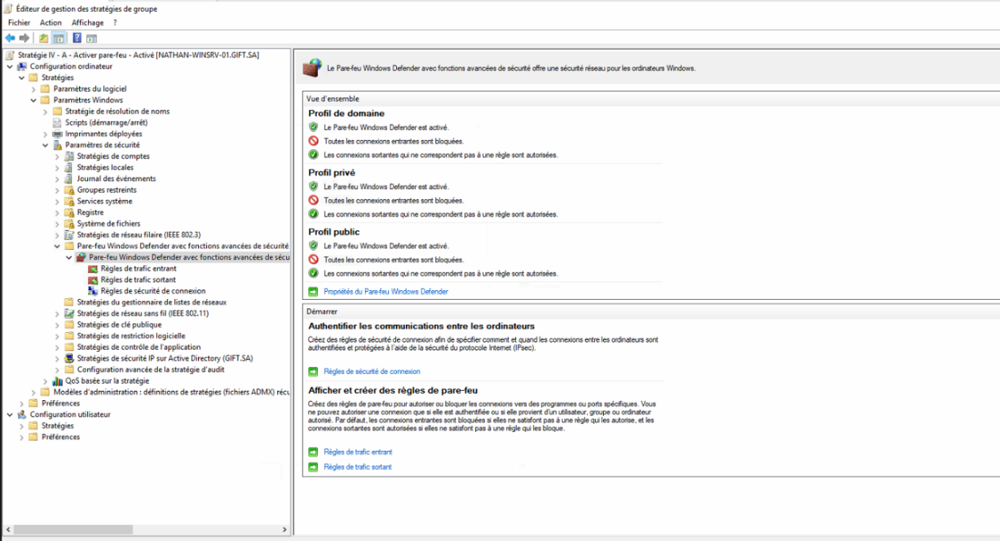 Éditeur de gestion des stratégies de groupe
Fichier Action Affichage ?
Stratégie IV - A - Activer pare-feu - Activé [NATHAN-WINSRV-01.GIFT.SA]
Configuration ordinateur
Stratégies
Paramètres du logiciel
Paramètres Windows
Stratégie de résolution de noms
Scripts (démarrage/arrêt)
Imprimantes déployées
Paramètres de sécurité
Stratégies de comptes
Stratégies locales
Journal des événements
Groupes restreints
Services système
Registre
Système de fichiers
Stratégies de réseau filaire (IEEE 802.3)
Pare-feu Windows Defender avec fonctions avancées de sécurité
Pare-feu Windows Defender avec fonctions avancées de sécu
Règles de trafic entrant
Règles de trafic sortant
Règles de sécurité de connexion
Stratégies du gestionnaire de listes de réseaux
Stratégies de réseau sans fil (IEEE 802.11)
Stratégies de clé publique
Stratégies de restriction logicielle
Stratégies de contrôle de l'application
Stratégies de sécurité IP sur Active Directory (GIFT.SA)
Configuration avancée de la stratégie d'audit
QoS basée sur la stratégie
Modèles d'administration : définitions de stratégies (fichiers ADMX) récu
Préférences
Configuration utilisateur
Stratégies
Préférences
Le Pare-feu Windows Defender avec fonctions avancées de sécurité offre une sécurité réseau pour les ordinateurs Windows.
Vue d'ensemble
Profil de domaine
Le Pare-feu Windows Defender est activé.
Toutes les connexions entrantes sont bloquées.
Les connexions sortantes qui ne correspondent pas à une règle sont autorisées.
Profil privé
Le Pare-feu Windows Defender est activé.
Toutes les connexions entrantes sont bloquées.
Les connexions sortantes qui ne correspondent pas à une règle sont autorisées.
Profil public
Le Pare-feu Windows Defender est activé.
Toutes les connexions entrantes sont bloquées.
Les connexions sortantes qui ne correspondent pas à une règle sont autorisées.
Propriétés du Pare-feu Windows Defender
Démarrer
Authentifier les communications entre les ordinateurs
Créez des règles de sécurité de connexion afin de spécifier comment et quand les connexions entre les ordinateurs sont
authentifiées et protégées à l'aide de la sécurité du protocole Internet (IPsec).
Règles de sécurité de connexion
Afficher et créer des règles de pare-feu
Créez des règles de pare-feu pour autoriser ou bloquer les connexions vers des programmes ou ports spécifiques. Vous
ne pouvez autoriser une connexion que si elle est authentifiée ou si elle provient d'un utilisateur, groupe ou ordinateur
autorisé. Par défaut, les connexions entrantes sont bloquées si elles ne satisfont pas à une règle qui les autorise, et les
connexions sortantes sont autorisées si elles ne satisfont pas à une règle qui les bloque.
Règles de trafic entrant
Règles de trafic sortant